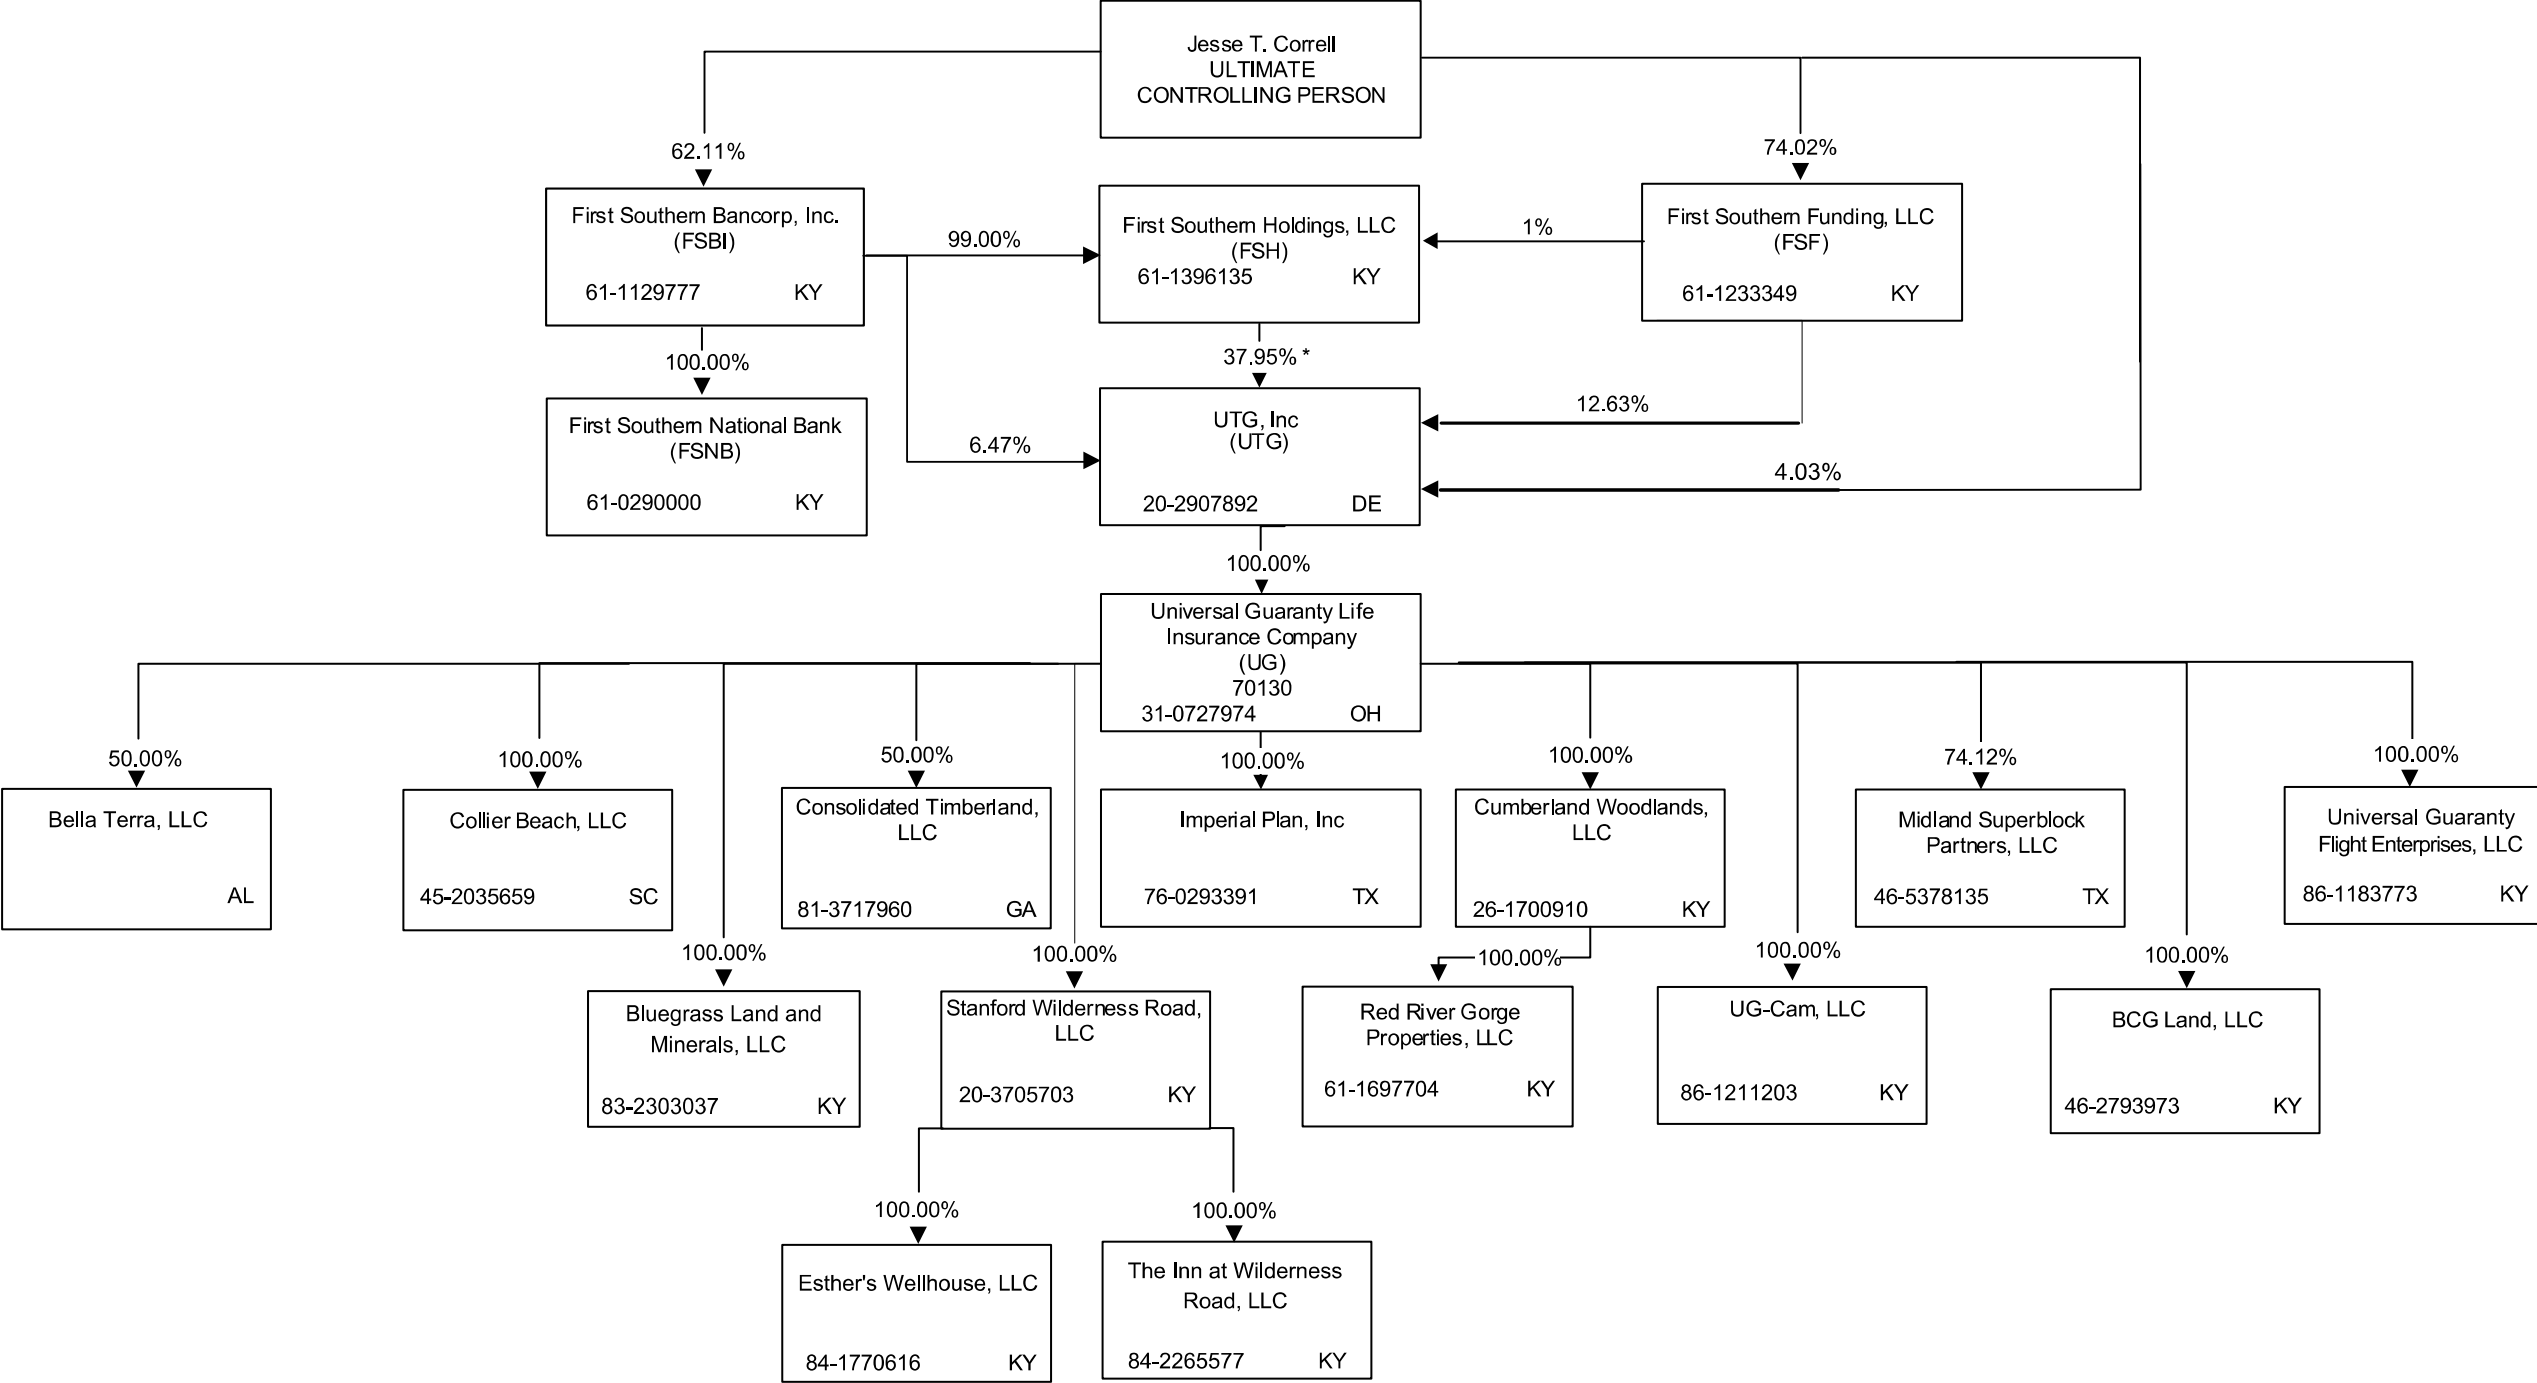 Jesse T. Correll
ULTIMATE
CONTROLLING PERSON
62.11%
74.02%
First Southern Bancorp, Inc.
(FSBI)
61-1129777 KY
99.00%
First Southern Holdings, LLC
(FSH)
61-1396135 KY
1%
First Southern Funding, LLC
(FSF)
61-1233349 KY
100.00%
37.95% *
12.63%
First Southern National Bank
(FSNB)
61-0290000 KY
6.47%
UTG, Inc
(UTG)
20-2907892 DE
4.03%
100.00%
Universal Guaranty Life
Insurance Company
(UG)
70130
31-0727974 OH
50.00%
100.00%
50.00%
100.00%
100.00%
74.12%
100.00%
Bella Terra, LLC
AL
Collier Beach, LLC
45-2035659 SC
Consolidated Timberland,
LLC
81-3717960 GA
Imperial Plan, Inc
76-0293391 TX
Cumberland Woodlands,
LLC
26-1700910 KY
Midland Superblock
Partners, LLC
46-5378135 TX
Universal Guaranty
Flight Enterprises, LLC
86-1183773 KY
100.00%
100.00%
100.00%
100.00%
100.00%
Bluegrass Land and
Minerals, LLC
83-2303037 KY
Stanford Wilderness Road,
LLC
20-3705703 KY
Red River Gorge
Properties, LLC
61-1697704 KY
UG-Cam, LLC
86-1211203 KY
BCG Land, LLC
46-2793973 KY
100.00%
100.00%
Esther's Wellhouse, LLC
84-1770616 KY
The Inn at Wilderness
Road, LLC
84-2265577 KY